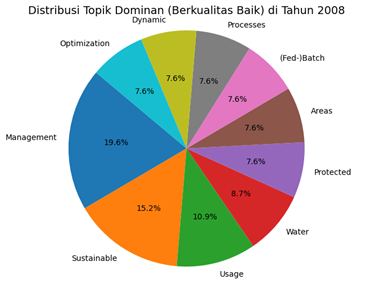 Distribusi Topik Dominan (Berkualitas Baik) di Tahun 2008
Dynamic
Processes
Optimization
(Fed-)Batch
7.6%
7.6%
7.6%
7.6%
Areas
7.6%
Management
19.6%
7.6%
Protected
8.7%
15.2%
10.9%
Water
Sustainable
Usage